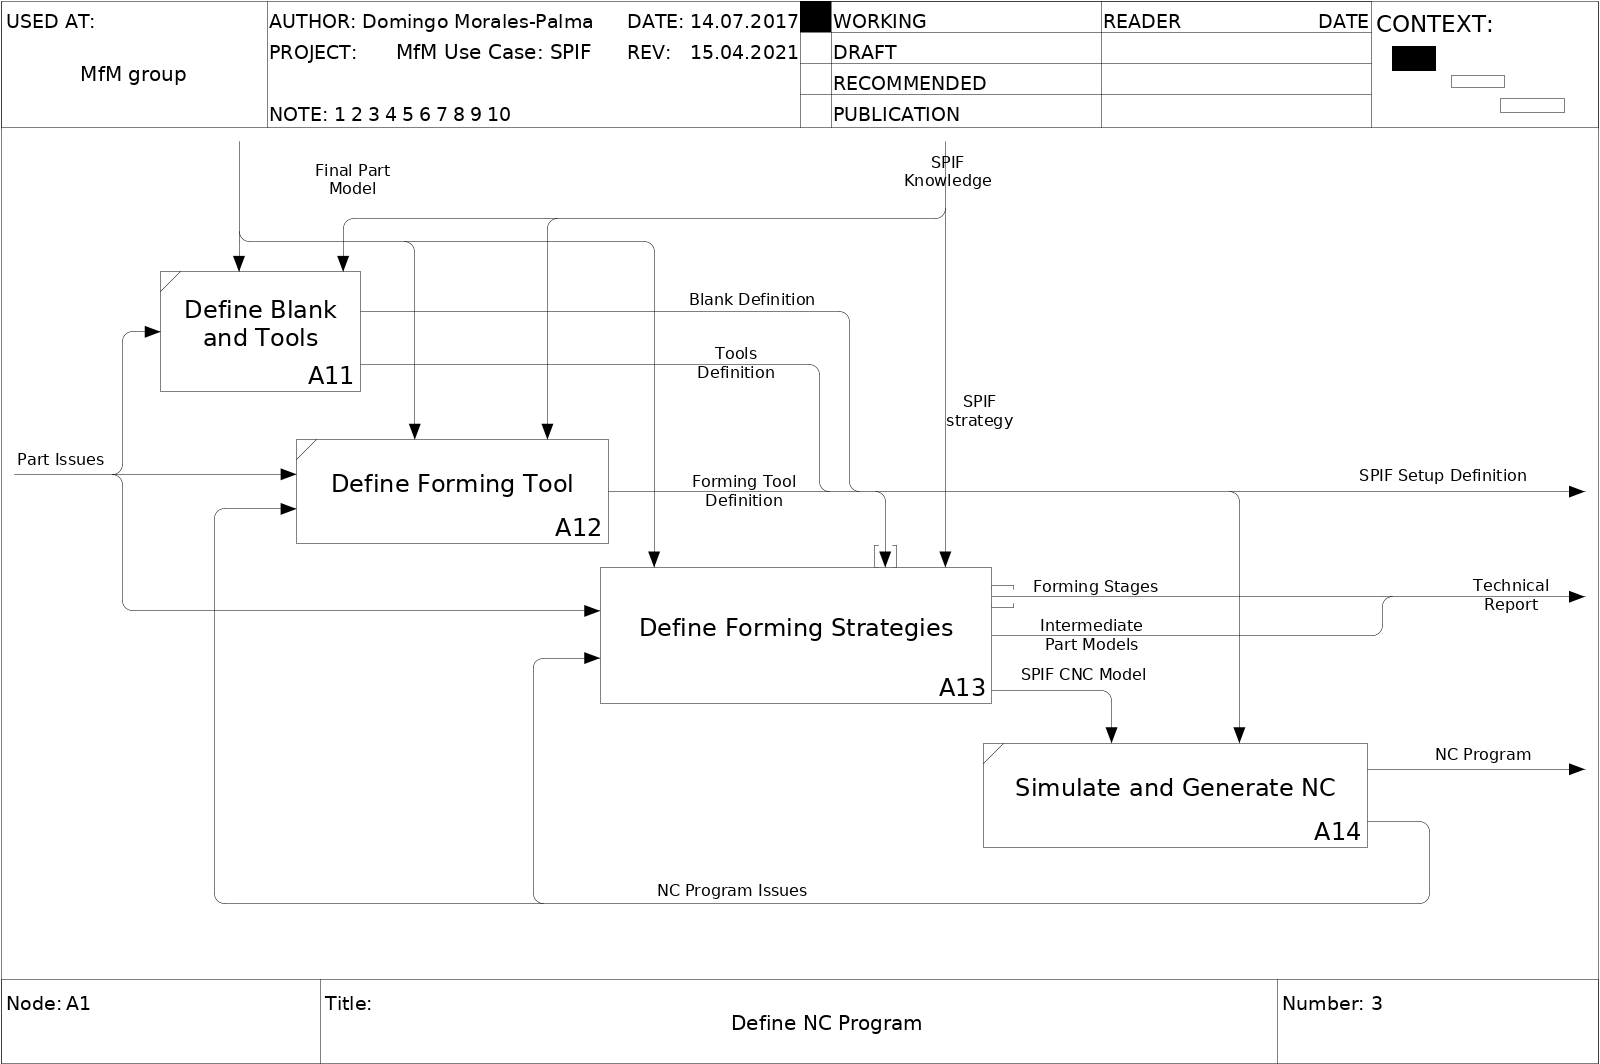 USED AT:
MfM group
AUTHOR: Domingo Morales-Palma
DATE: 14.07.2017
PROJECT: MfM Use Case: SPIF
REV: 15.04.2021
NOTE: 1 2 3 4 5 6 7 8 9 10
WORKING
DRAFT
RECOMMENDED
PUBLICATION
READER DATE
CONTEXT:
Final Part
Model
SPIF
Knowledge
Define Blank
and Tools
A11
Blank Definition
Tools
Definition
SPIF
strategy
Part Issues
Define Forming Tool
A12
Forming Tool
Definition
SPIF Setup Definition
Define Forming Strategies
A13
Forming Stages
Technical
Report
Intermediate
Part Models
SPIF CNC Model
Simulate and Generate NC
A14
NC Program
NC Program Issues
Node: A1
Title:
Define NC Program
Number: 3